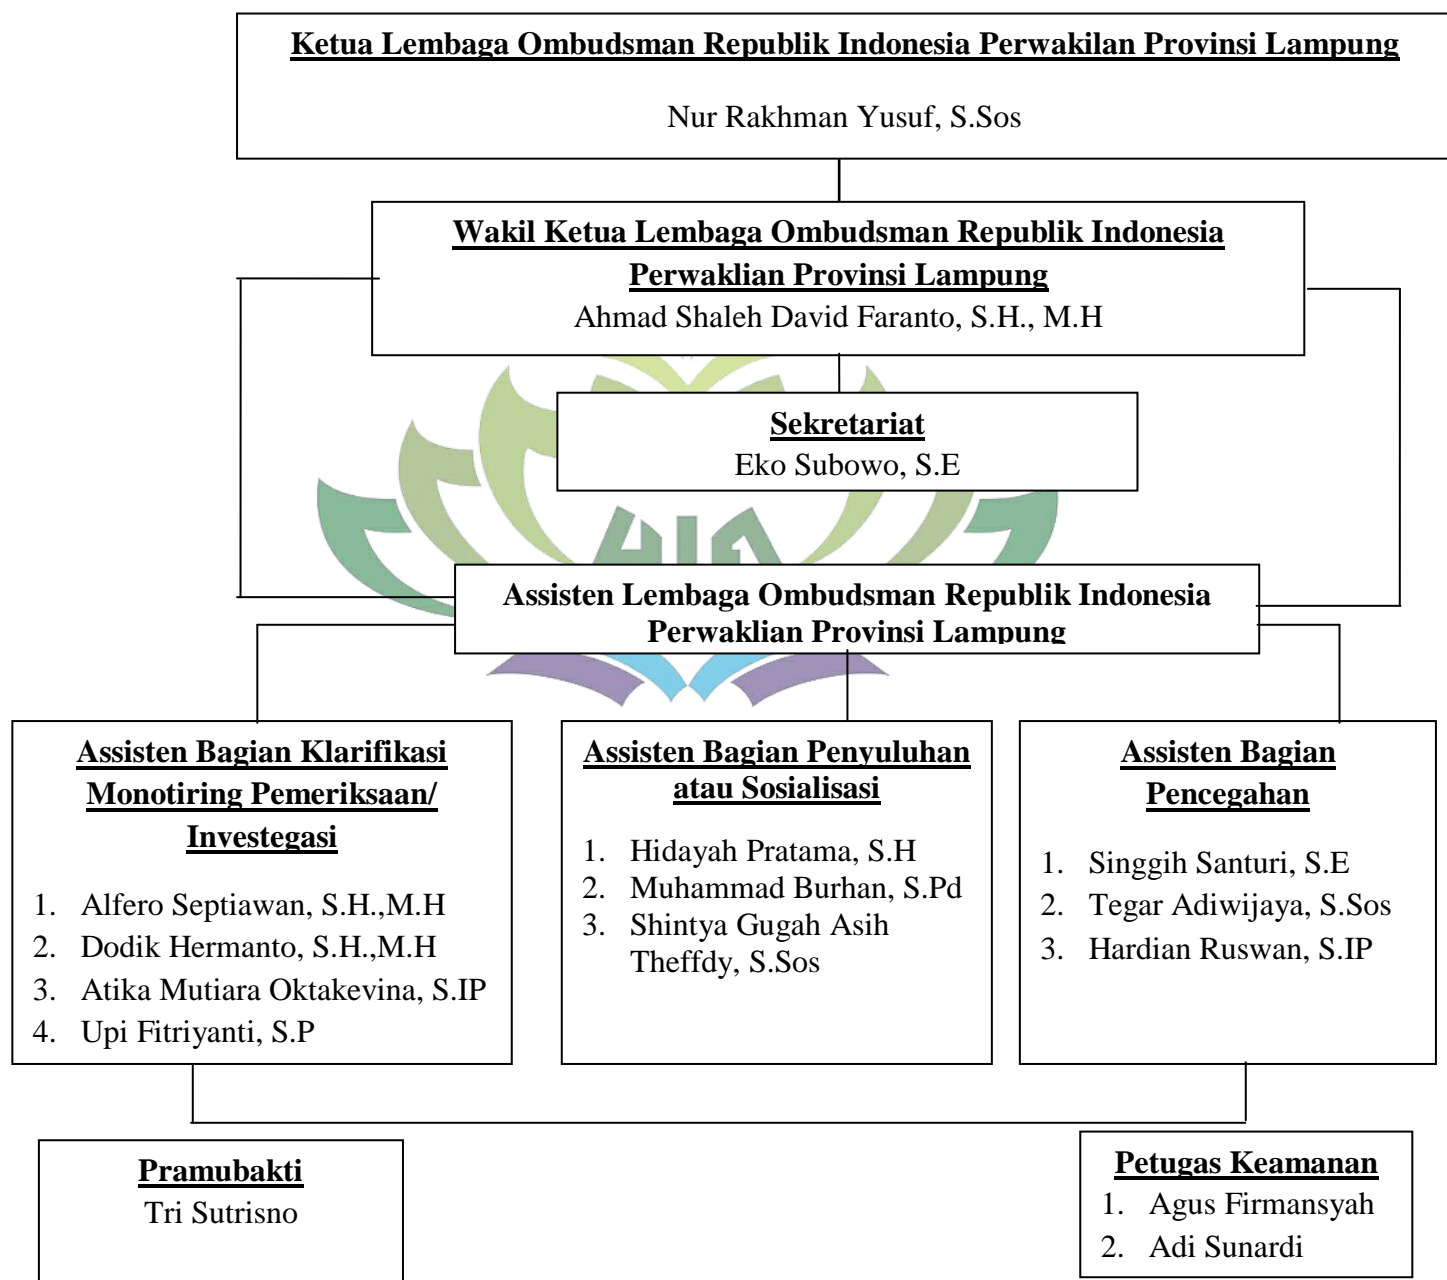 Ketua Lembaga Ombudsman Republik Indonesia Perwakilan Provinsi Lampung
Nur Rakhman Yusuf, S.Sos
Wakil Ketua Lembaga Ombudsman Republik Indonesia
Perwaklian Provinsi Lampung
Ahmad Shaleh David Faranto, S.H., M.H
Sekretariat
Eko Subowo, S.E
Assisten Lembaga Ombudsman Republik Indonesia
Perwaklian Provinsi Lampung
Assisten Bagian Klarifikasi
Monotiring Pemeriksaan/
Investegasi
1. Alfero Septiawan, S.H.,M.H
2. Dodik Hermanto, S.H.,M.H
3. Atika Mutiara Oktakevina, S.IP
4. Upi Fitriyanti, S.P
Assisten Bagian Penyuluhan
atau Sosialisasi
1. Hidayah Pratama, S.H
2. Muhammad Burhan, S.Pd
3. Shintya Gugah Asih
Theffdy, S.Sos
Assisten Bagian
Pencegahan
1. Singgih Santuri, S.E
2. Tegar Adiwijaya, S.Sos
3. Hardian Ruswan, S.IP
Pramubakti
Tri Sutrisno
Petugas Keamanan
1. Agus Firmansyah
2. Adi Sunardi